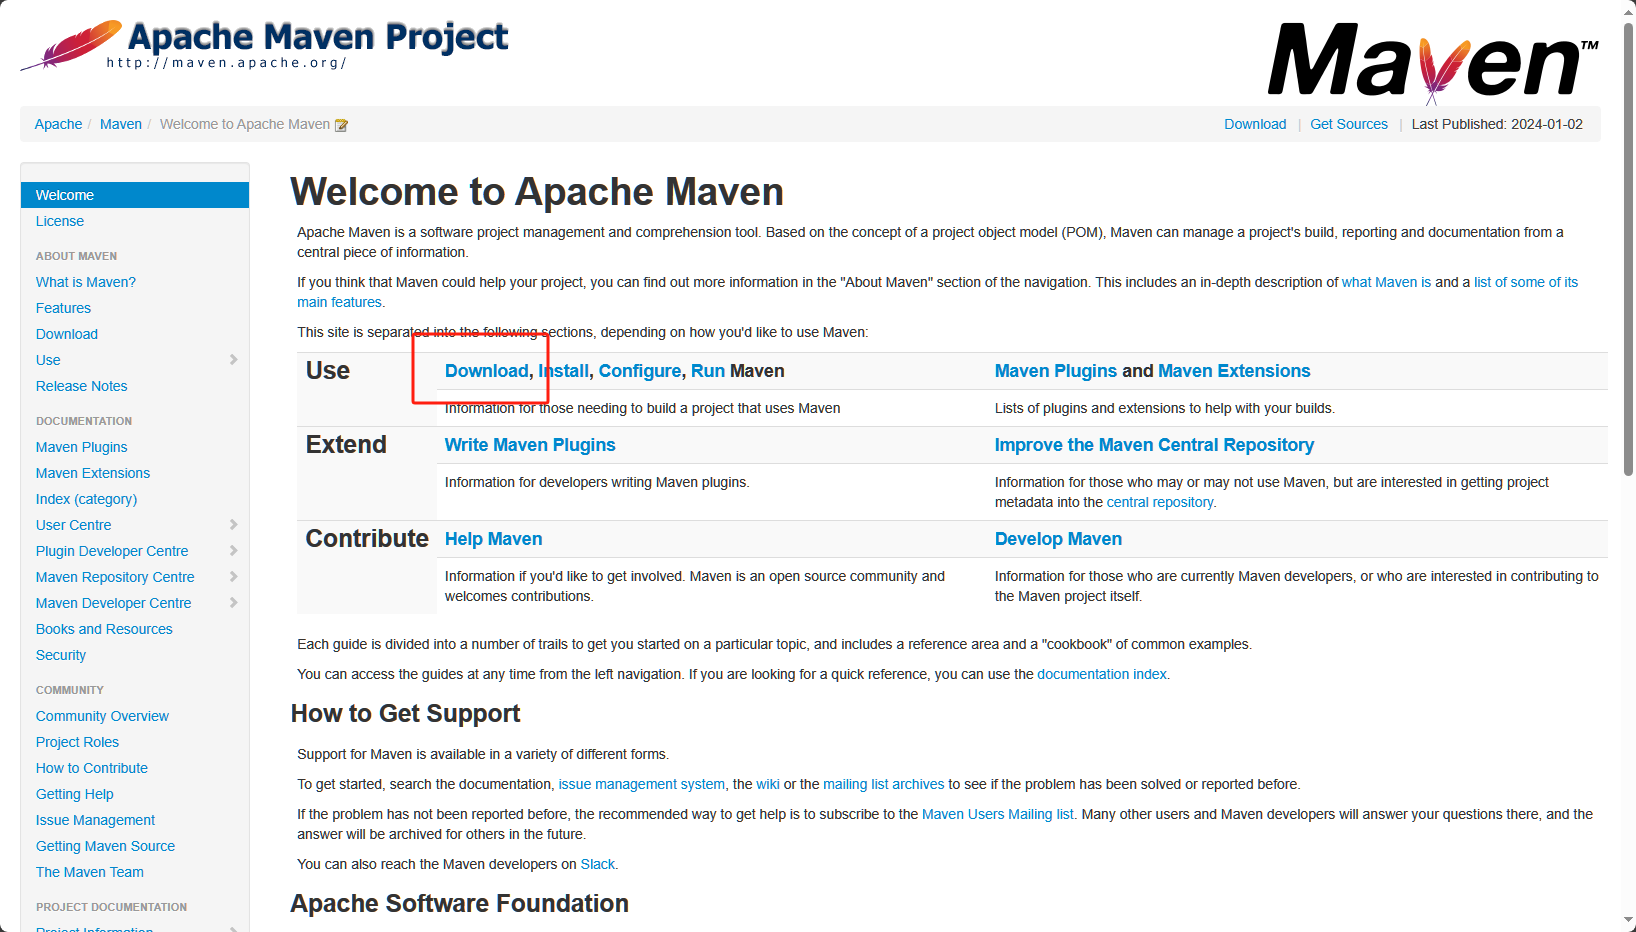 Apache Maven Project
http://maven.apache.org/
Maven™
Apache / Maven / Welcome to Apache Maven
Download | Get Sources | Last Published: 2024-01-02
Welcome
License
ABOUT MAVEN
What is Maven?
Features
Download
Use
Release Notes
DOCUMENTATION
Maven Plugins
Maven Extensions
Index (category)
User Centre
Plugin Developer Centre
Maven Repository Centre
Maven Developer Centre
Books and Resources
Security
COMMUNITY
Community Overview
Project Roles
How to Contribute
Getting Help
Issue Management
Getting Maven Source
The Maven Team
PROJECT DOCUMENTATION
Project Information
Welcome to Apache Maven
Apache Maven is a software project management and comprehension tool. Based on the concept of a project object model (POM), Maven can manage a project's build, reporting and documentation from a
central piece of information.
If you think that Maven could help your project, you can find out more information in the "About Maven" section of the navigation. This includes an in-depth description of what Maven is and a list of some of its
main features.
This site is separated into the following sections, depending on how you'd like to use Maven:
Use
Download, Install, Configure, Run Maven
Maven Plugins and Maven Extensions
Information for those needing to build a project that uses Maven
Lists of plugins and extensions to help with your builds.
Extend
Write Maven Plugins
Improve the Maven Central Repository
Information for developers writing Maven plugins.
Information for those who may or may not use Maven, but are interested in getting project
metadata into the central repository.
Contribute
Help Maven
Develop Maven
Information if you'd like to get involved. Maven is an open source community and
welcomes contributions.
Information for those who are currently Maven developers, or who are interested in contributing to
the Maven project itself.
Each guide is divided into a number of trails to get you started on a particular topic, and includes a reference area and a "cookbook" of common examples.
You can access the guides at any time from the left navigation. If you are looking for a quick reference, you can use the documentation index.
How to Get Support
Support for Maven is available in a variety of different forms.
To get started, search the documentation, issue management system, the wiki or the mailing list archives to see if the problem has been solved or reported before.
If the problem has not been reported before, the recommended way to get help is to subscribe to the Maven Users Mailing list. Many other users and Maven developers will answer your questions there, and the
answer will be archived for others in the future.
You can also reach the Maven developers on Slack.
Apache Software Foundation